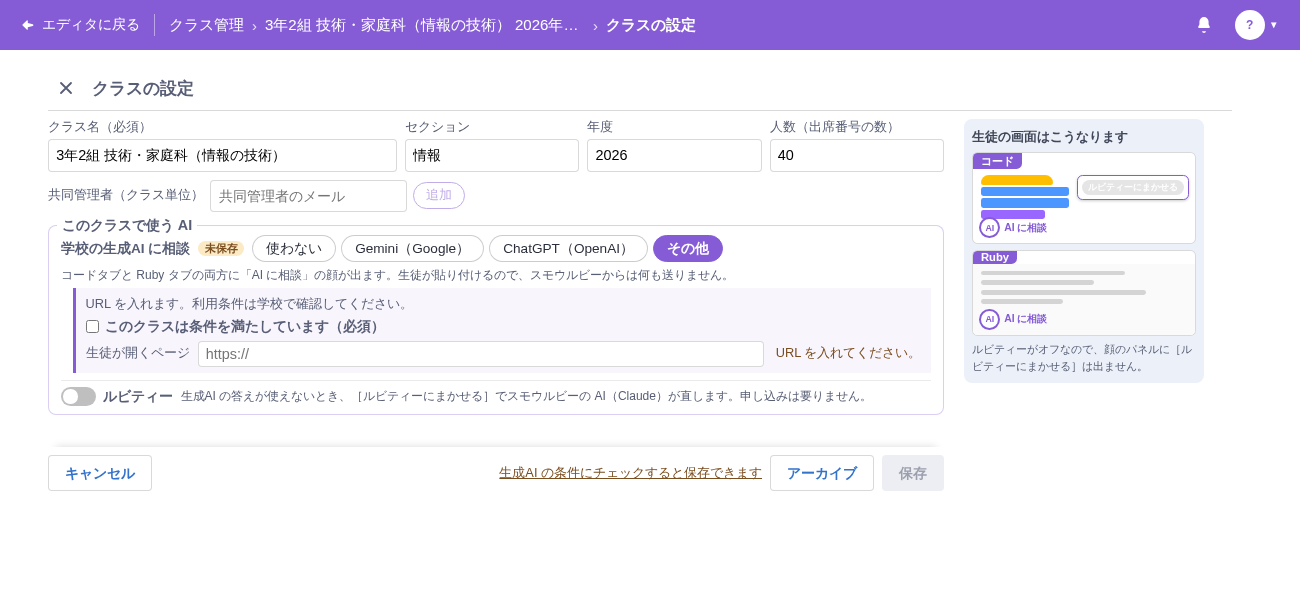 エディタに戻る
クラス管理 › 3年2組 技術・家庭科（情報の技術） 2026年… › クラスの設定
?
クラスの設定
クラス名（必須）
セクション
年度
人数（出席番号の数）
3年2組 技術・家庭科（情報の技術）
情報
2026
40
共同管理者（クラス単位）
共同管理者のメール
追加
このクラスで使う AI
学校の生成AI に相談
未保存
使わない
Gemini（Google）
ChatGPT（OpenAI）
その他
コードタブと Ruby タブの両方に「AI に相談」の顔が出ます。生徒が貼り付けるので、スモウルビーからは何も送りません。
URL を入れます。利用条件は学校で確認してください。
このクラスは条件を満たしています（必須）
生徒が開くページ
https://
URL を入れてください。
ルビティー
生成AI の答えが使えないとき、［ルビティーにまかせる］でスモウルビーの AI（Claude）が直します。申し込みは要りません。
キャンセル
生成AI の条件にチェックすると保存できます
アーカイブ
保存
生徒の画面はこうなります
コード
ルビティーにまかせる
AI
AI に相談
Ruby
AI
AI に相談
ルビティーがオフなので、顔のパネルに［ル
ビティーにまかせる］は出ません。